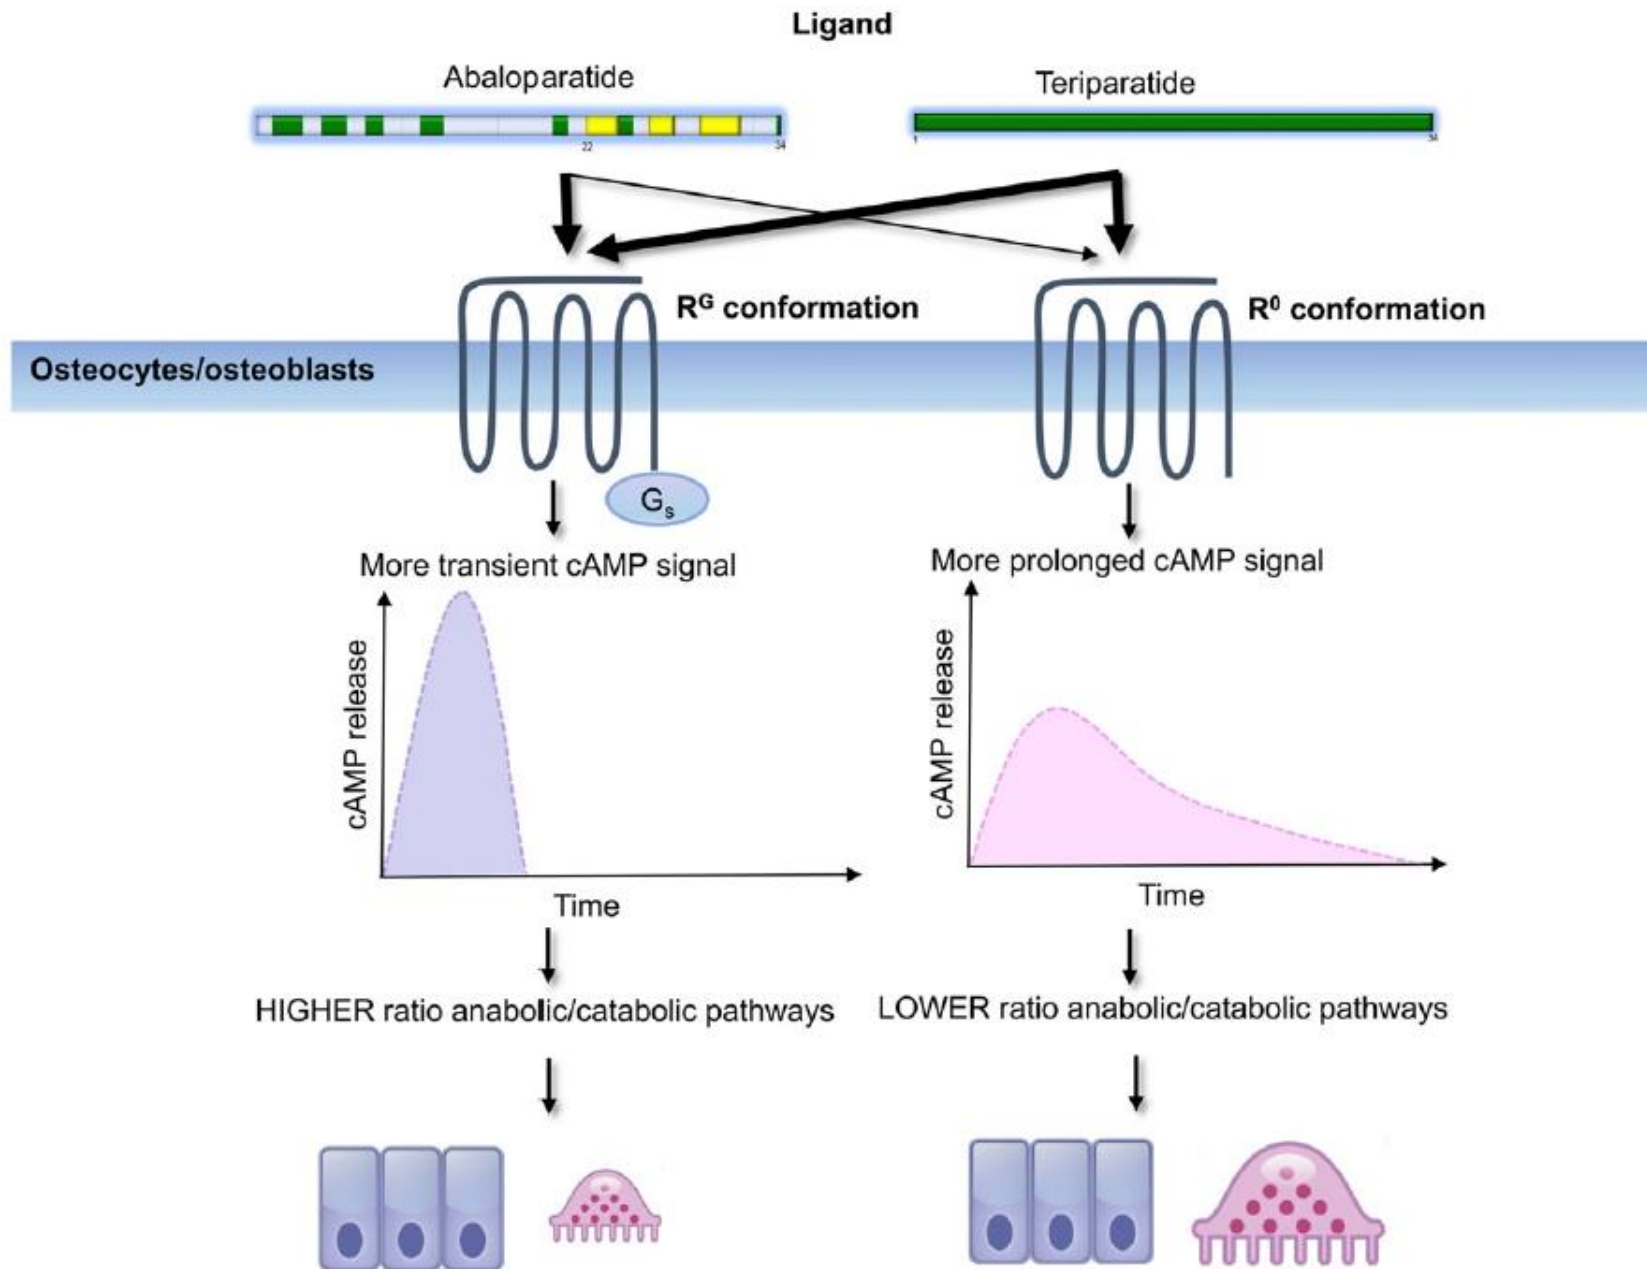 Ligand
Abaloparatide
Teriparatide
22
34
1
34
R^G conformation
R^0 conformation
Osteocytes/osteoblasts
G_s
More transient cAMP signal
More prolonged cAMP signal
cAMP release
cAMP release
Time
Time
HIGHER ratio anabolic/catabolic pathways
LOWER ratio anabolic/catabolic pathways